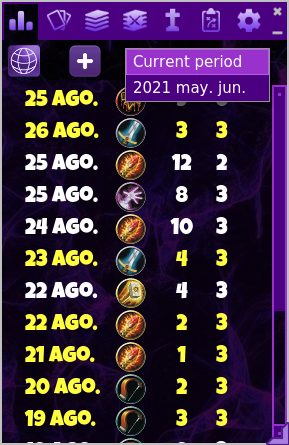 Current period
2021 may. jun.
25 AGO.
26 AGO. 3 3
25 AGO. 12 2
25 AGO. 8 3
24 AGO. 10 3
23 AGO. 4 3
22 AGO. 4 3
22 AGO. 2 3
21 AGO. 1 3
20 AGO. 2 3
19 AGO. 3 3